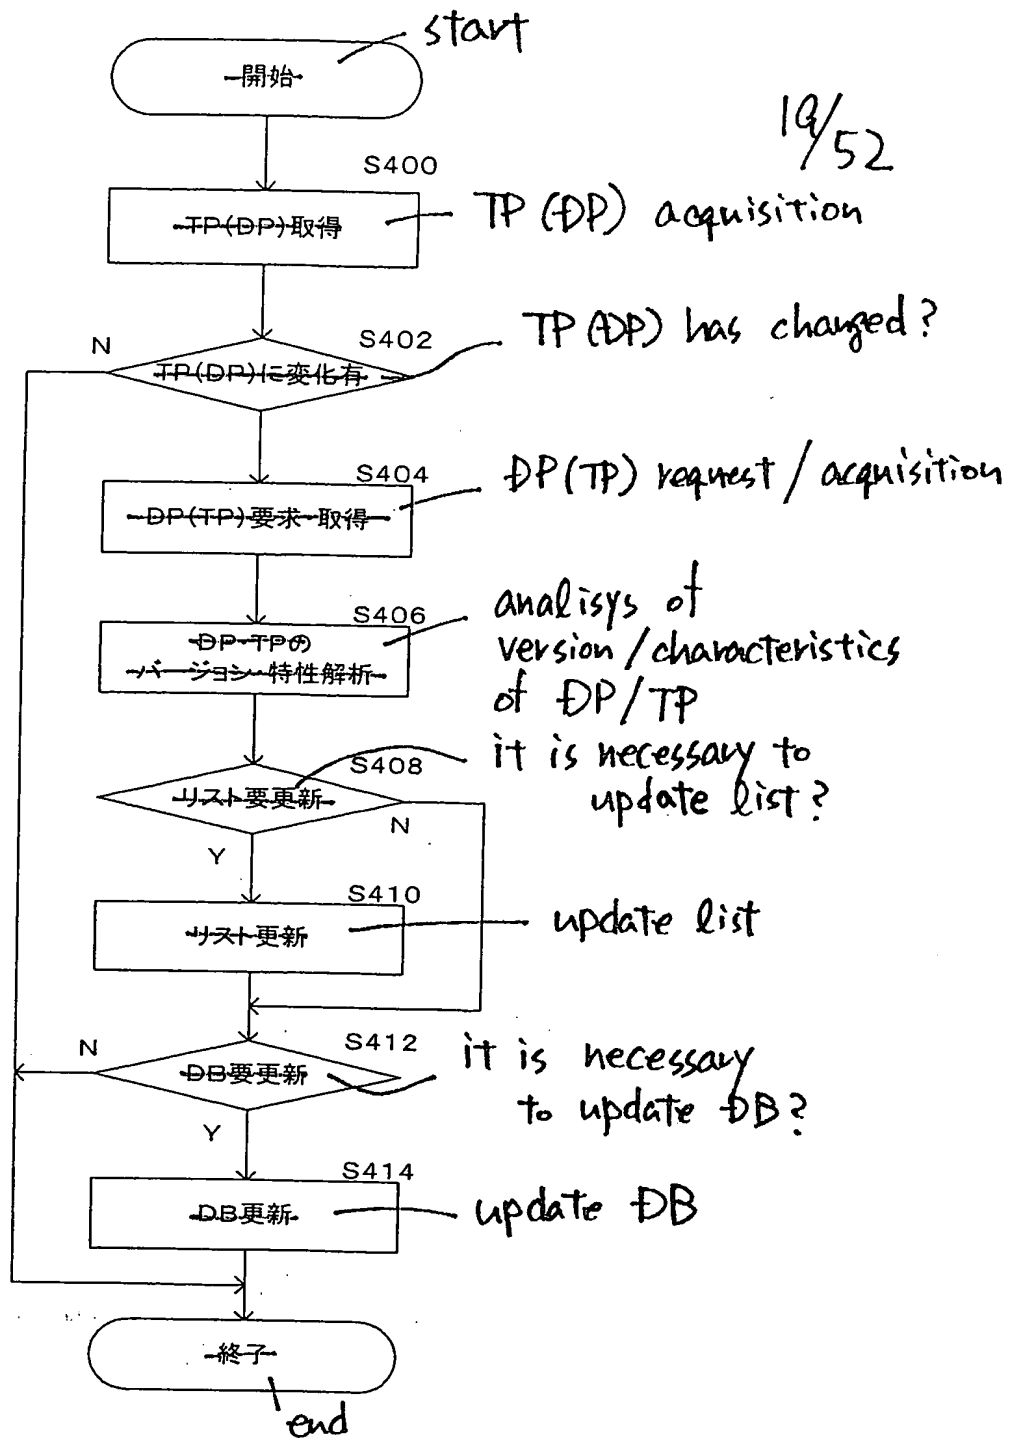 start
開始
19/52
S400
TP(DP)取得
TP (DP) acquisition
S402
N
TP(DP)に変化有
TP (DP) has changed?
S404
DP(TP)要求・取得
DP (TP) request / acquisition
S406
DP・TPの
バージョン・特性解析
analisys of
version / characteristics
of DP / TP
S408
リスト要更新
it is necessary to
update list?
N
Y
S410
リスト更新
update list
S412
N
DB要更新
it is necessary
to update DB?
Y
S414
DB更新
update DB
終了
end